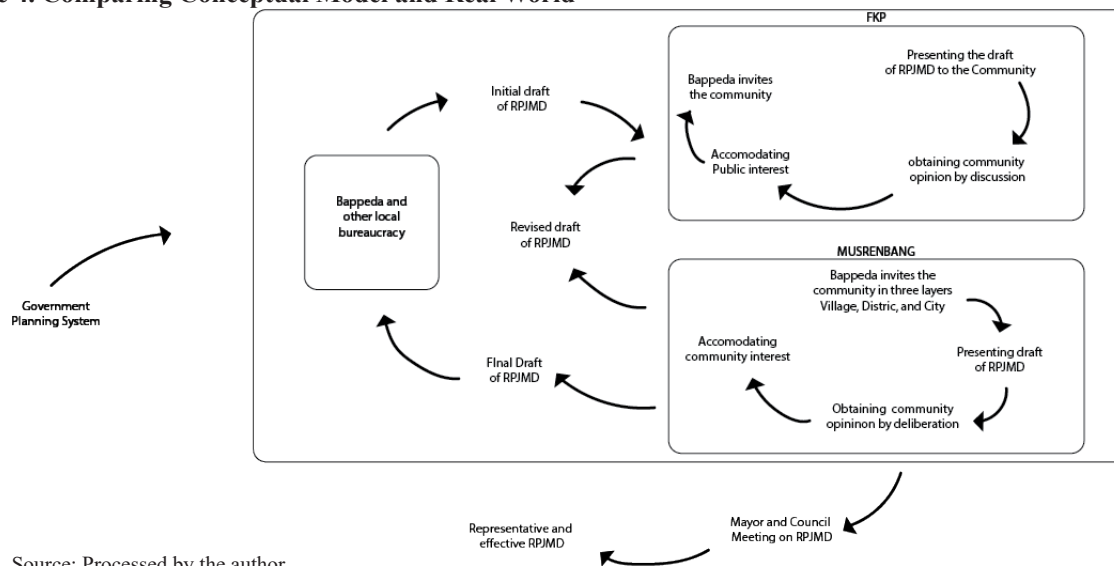 4. Comparing Conceptual Model and Real World
FKP
Presenting the draft
of RPJMD to the Community
Bappeda invites
the community
Initial draft
of RPJMD
Accomodating
Public interest
obtaining community
opinion by discussion
Bappeda and
other local
bureaucracy
Revised draft
of RPJMD
MUSRENBANG
Bappeda invites the
community in three layers
Village, Distric, and City
Government
Planning System
Accomodating
community interest
Presenting draft
of RPJMD
FInal Draft
of RPJMD
Obtaining community
opininon by deliberation
Mayor and Council
Meeting on RPJMD
Representative and
effective RPJMD
Source: Processed by the author